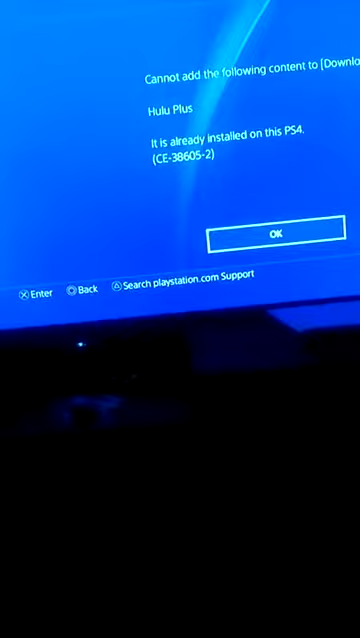 Cannot add the following content to [Downlo
Hulu Plus
It is already installed on this PS4.
(CE-38605-2)
OK
Enter Back Search playstation.com Support